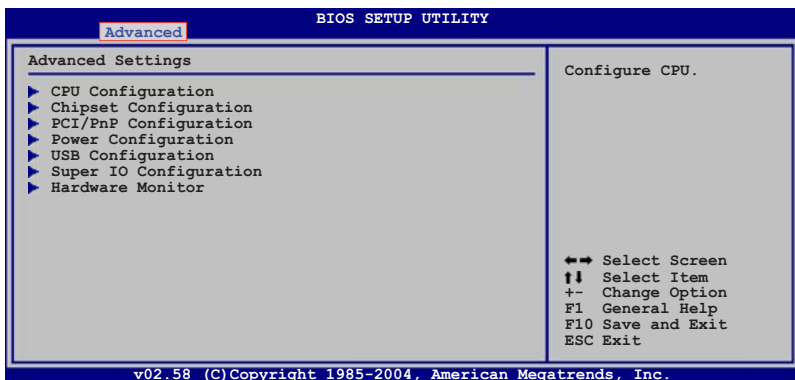 BIOS SETUP UTILITY
Advanced
Advanced Settings
CPU Configuration
Chipset Configuration
PCI/PnP Configuration
Power Configuration
USB Configuration
Super IO Configuration
Hardware Monitor
Configure CPU.
Select Screen
Select Item
+- Change Option
F1 General Help
F10 Save and Exit
ESC Exit
v02.58 (C)Copyright 1985-2004, American Megatrends, Inc.